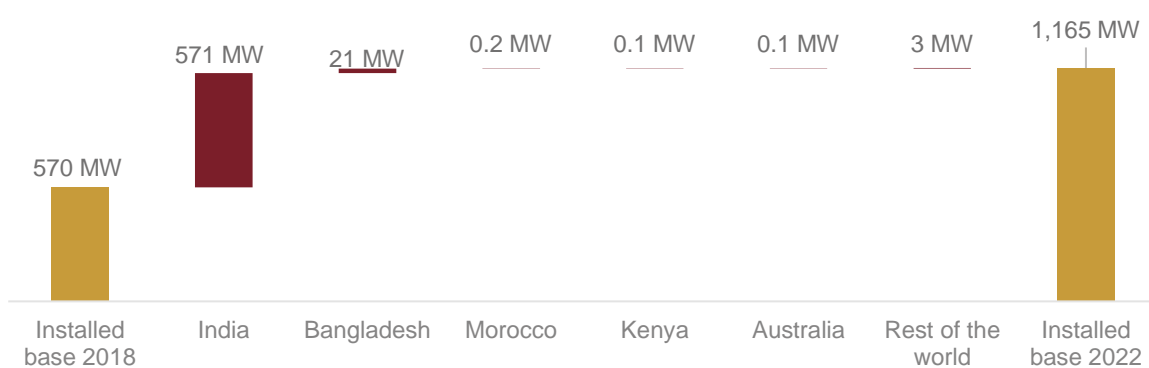 570 MW
571 MW
21 MW
0.2 MW
0.1 MW
0.1 MW
3 MW
1,165 MW
Installed
base 2018
India
Bangladesh
Morocco
Kenya
Australia
Rest of the
world
Installed
base 2022